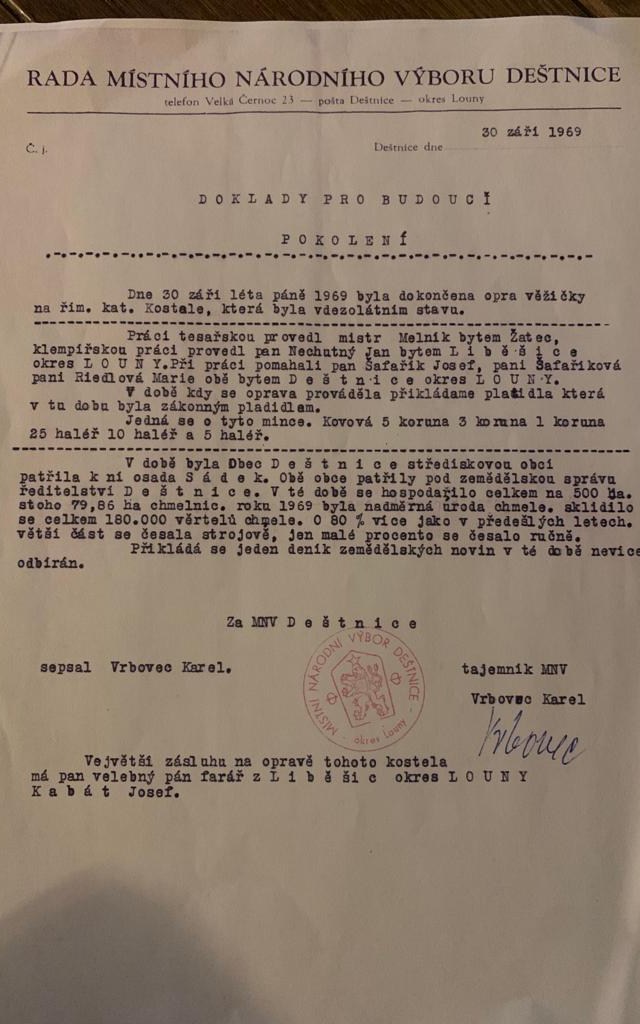 RADA MÍSTNÍHO NÁRODNÍHO VÝBORU DEŠTNICE
telefon Velká Černoc 23 — pošta Deštnice — okres Louny
30 září 1969
Č. j.
Deštnice dne
D O K L A D Y P R O B U D O U C Í
P O K O L E N Í
Dne 30 září léta páně 1969 byla dokončena opra věžičky
na řím. kat. Kostale, která byla vdezolátním stavu.
Práci tesařskou provedl mistr Melník bytem Žatec,
klempířskou práci provedl pan Nechutný Jan bytem L i b ě š i c e
okres L O U N Y.Při práci pomahali pan Šafařík Josef, paní Šafaříková
paní Riedlová Marie obě bytem D e š t n i c e okres L O U N Y.
V době kdy se oprava prováděla přikládame platidla která
v tu dobu byla zákonným pladidlem.
Jedná se o tyto mince. Kovová 5 koruna 3 koruna 1 koruna
25 haléř 10 haléř a 5 haléř.
V době byla Obec D e š t n i c e střediskovou obcí
patřila k ní osada S á d e k. Obě obce patřily pod zemědělskou správu
ředitelství D e š t n i c e. V té době se hospodařilo celkem na 500 Ha.
stoho 79,86 ha chmelnic. roku 1969 byla nadměrná úroda chmele. sklidilo
se celkem 180.000 věrtelů chmele. O 80 % více jako v předešlých letech.
větší část se česala strojově, jen malé procento se česalo ručně.
Přikládá se jeden deník zemědělských novin v té době nevíce
odbírán.
Za MNV D e š t n i c e
sepsal Vrbovec Karel.
MÍSTNÍ NÁRODNÍ VÝBOR DEŠTNICE
okres Louny
tajemník MNV
Vrbovec Karel
Vrbovec
Vejvětší zásluhu na opravě tohoto kostela
má pan velebný pán farář z L i b ě š i c okres L O U N Y
K a b á t Josef.